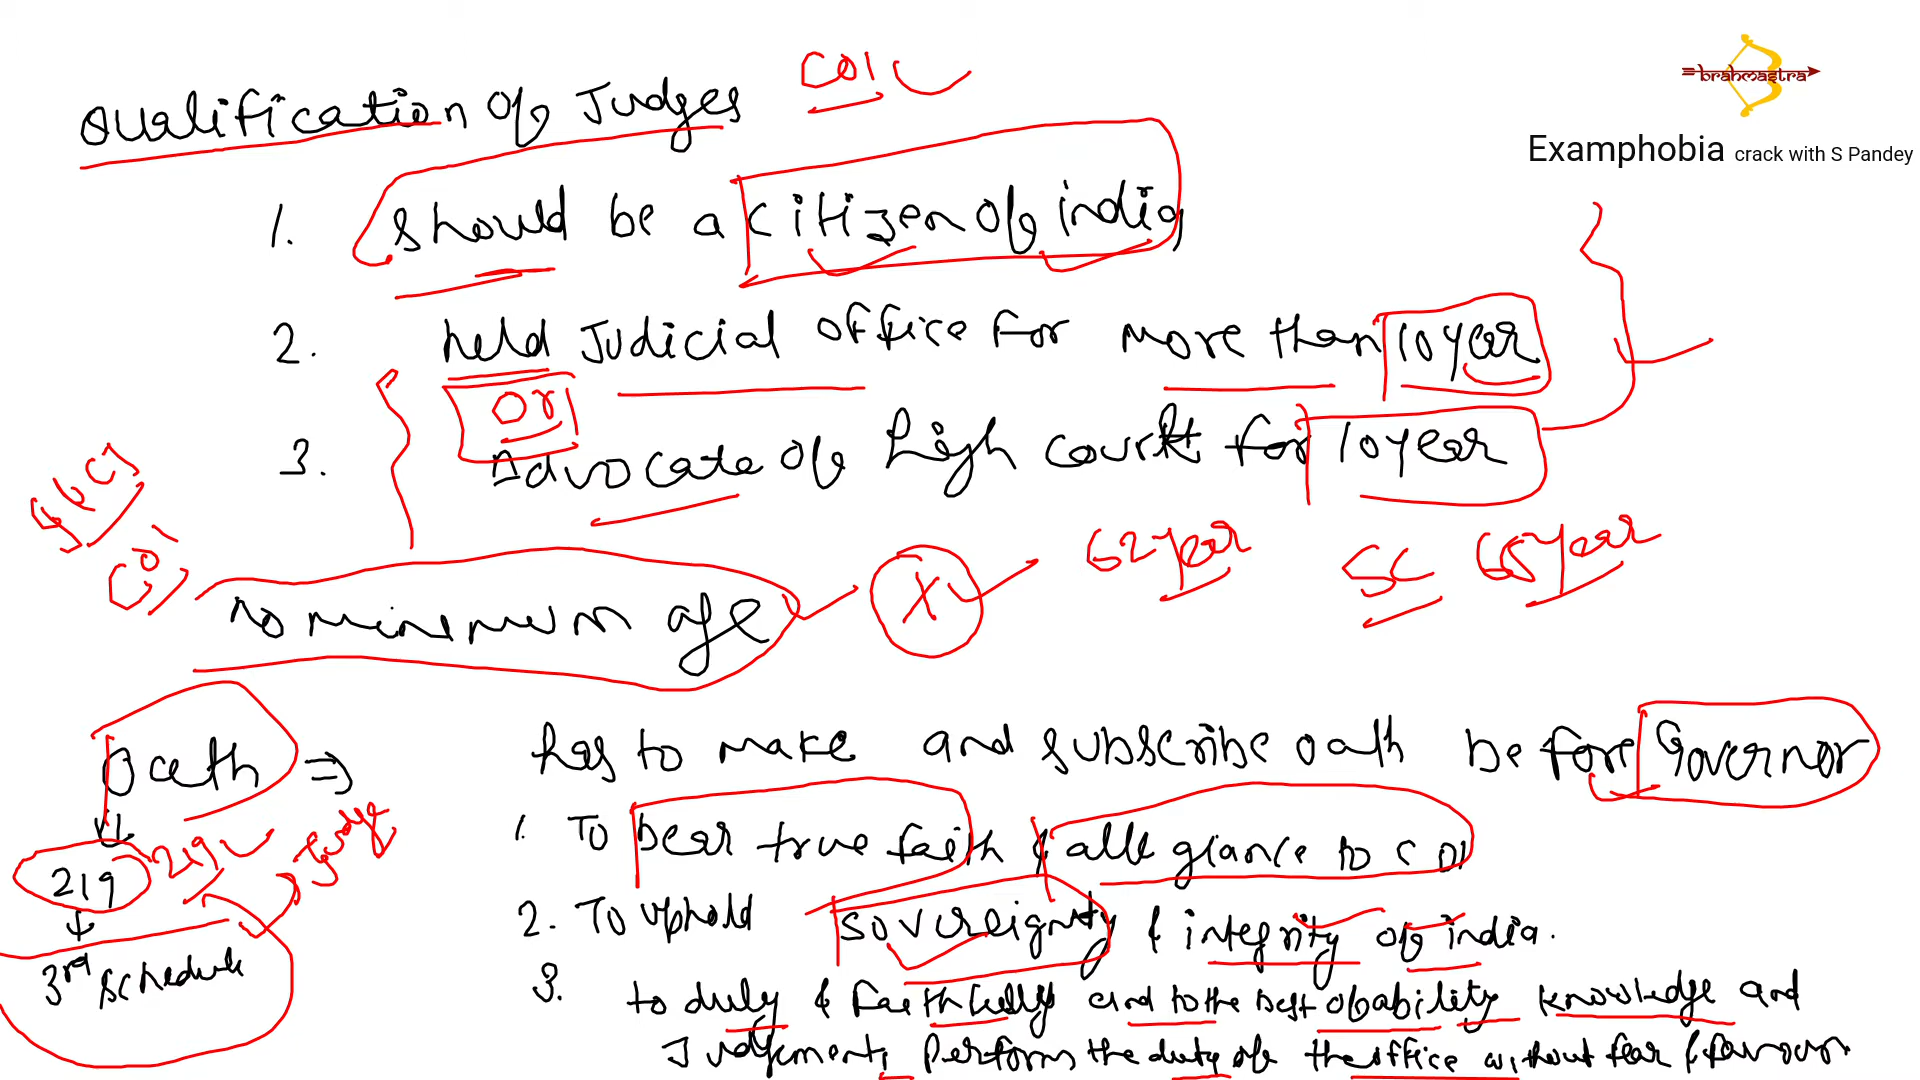 Qualification of Judges COI
brahmastra
Examphobia crack with S Pandey
1. should be a citizen of india
2. held Judicial office for more than 10 year
or
3. Advocate of high court for 10 year
COI
62 year SC 65 year
no minimum age X
Oath ⇒ has to make and subscribe oath before Governor
1. To bear true faith & allegiance to COI
219 219 Judge
2. To uphold sovereignty & integrity of india.
3rd schedule
3. to duly & faithfully and to the best of ability knowledge and
Judgement, perform the duty of the office without fear & favour